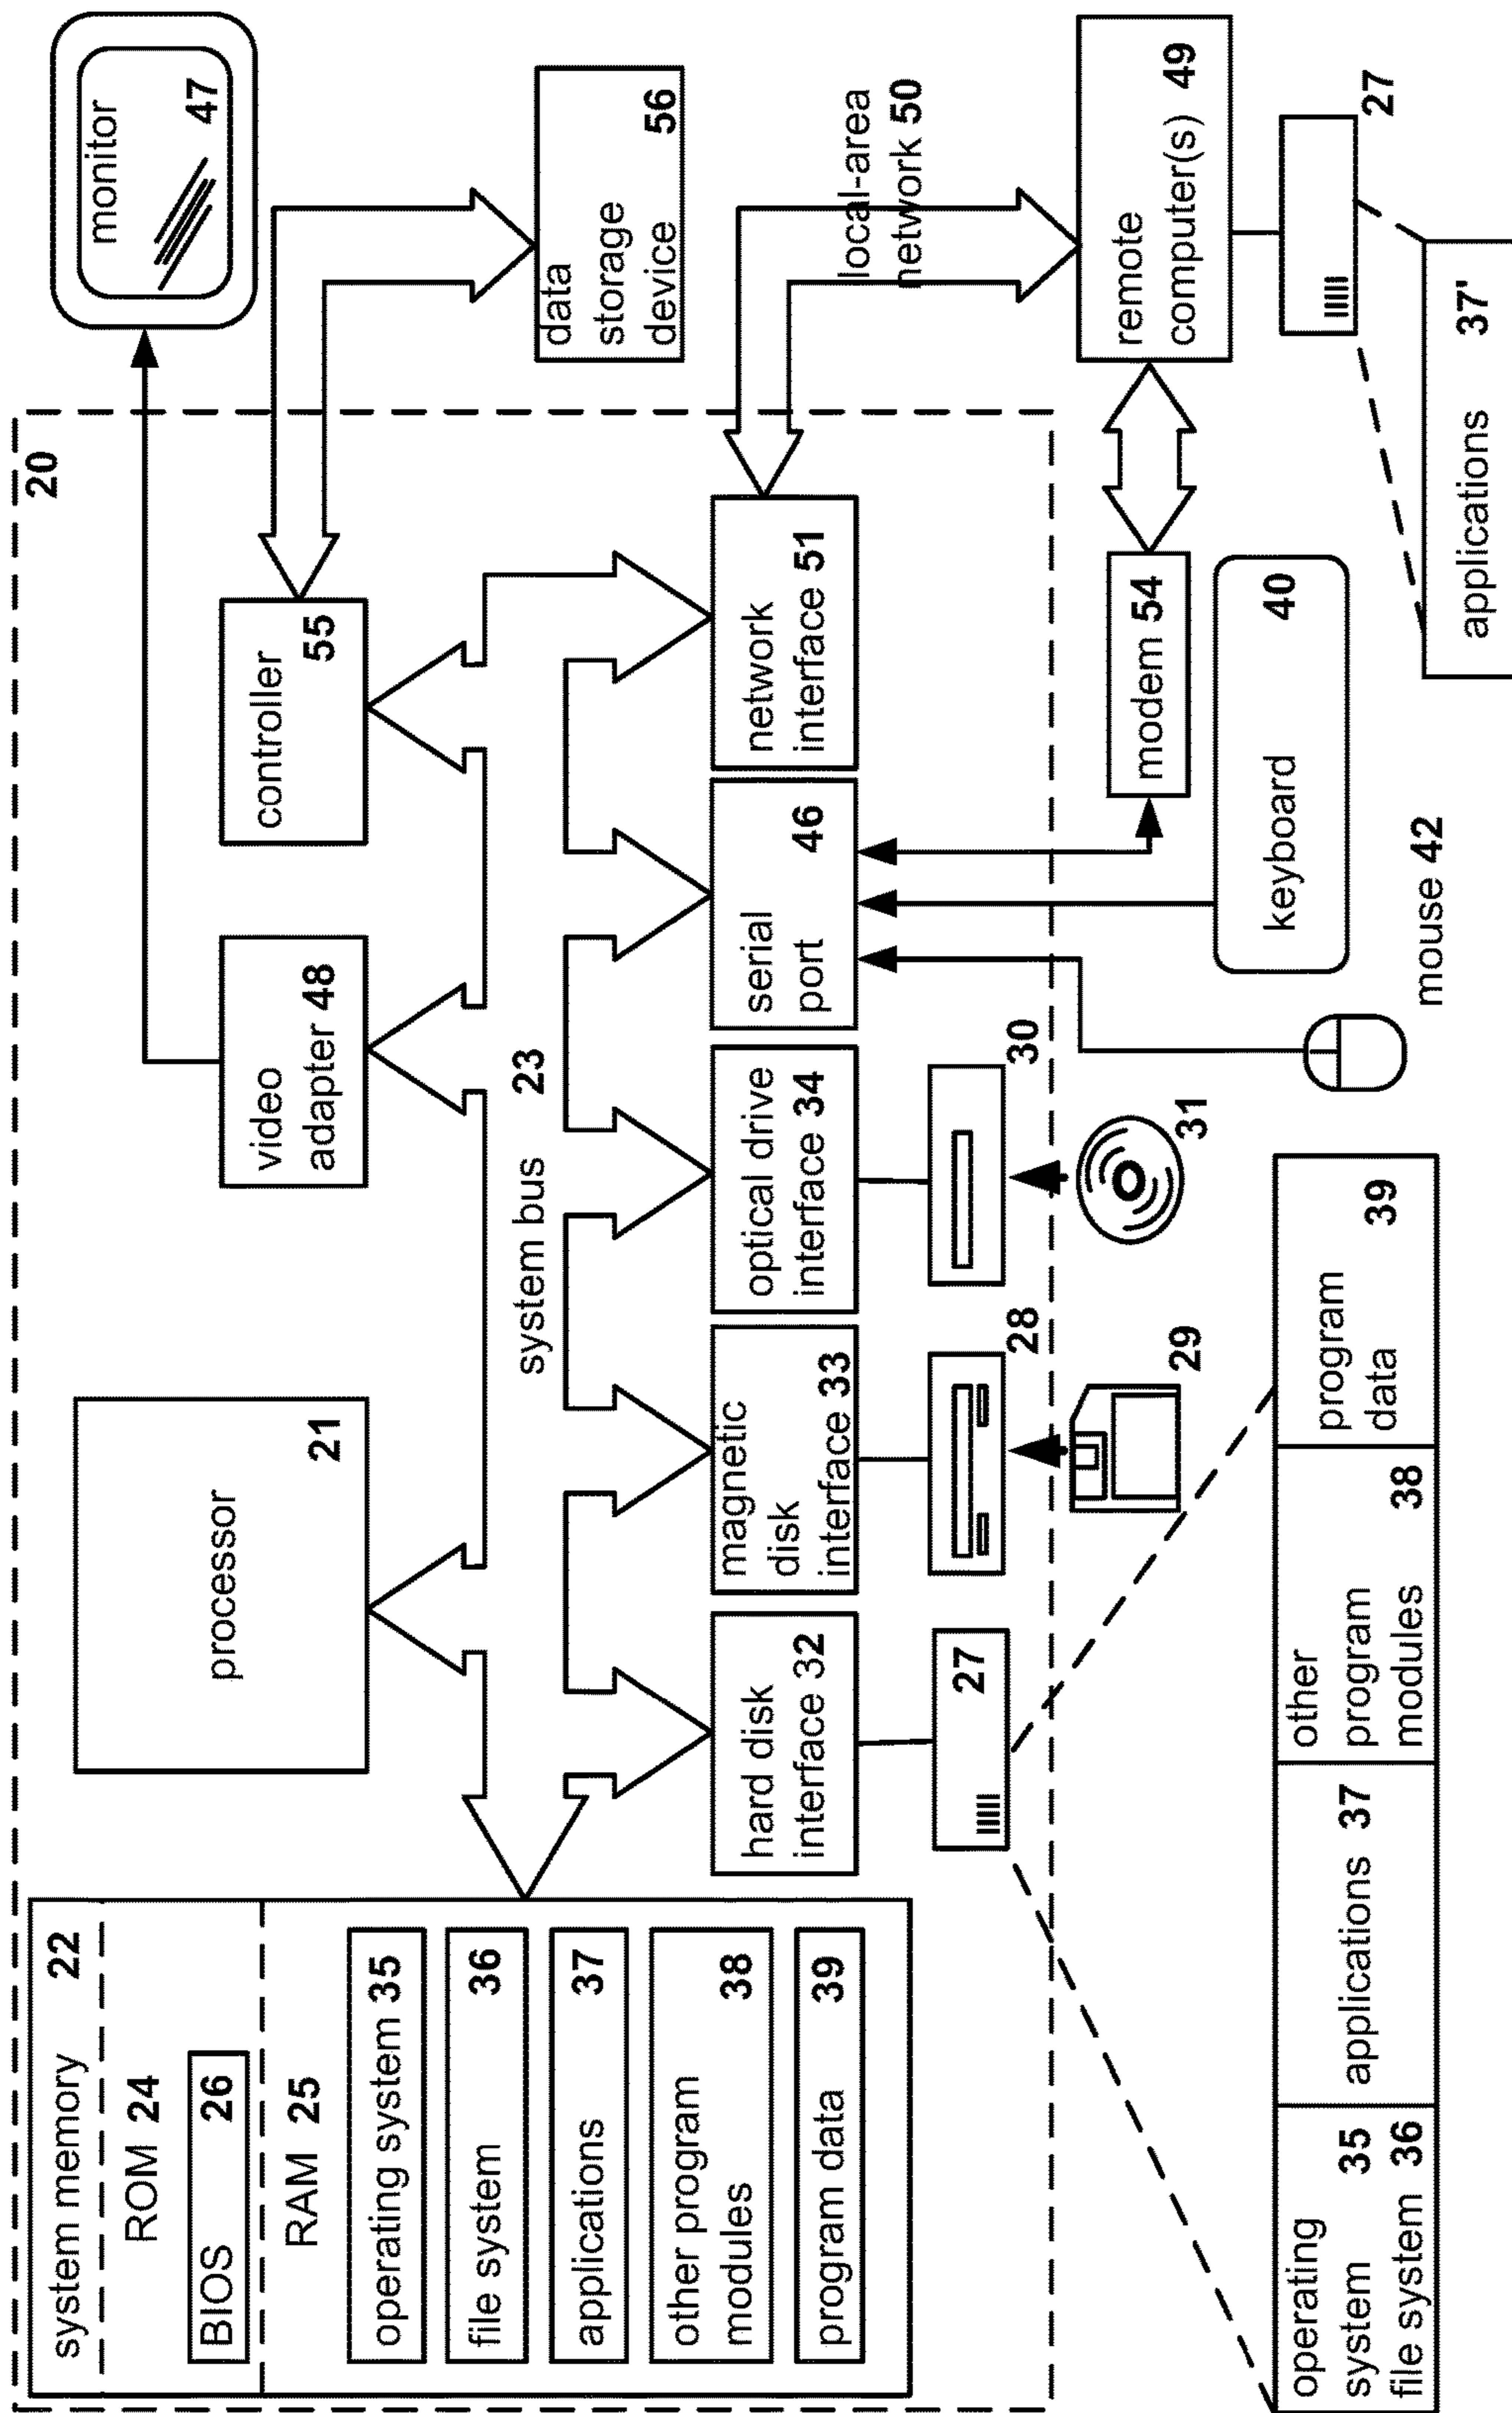 20
system memory 22
ROM 24
BIOS 26
RAM 25
operating system 35
file system 36
applications 37
other program
modules 38
program data 39
processor
21
video
adapter 48
controller
55
monitor
47
system bus 23
data
storage
device 56
hard disk
interface 32
magnetic
disk
interface 33
optical drive
interface 34
serial
port 46
network
interface 51
local-area
network 50
27
28
30
29
31
modem 54
remote
computer(s) 49
27
keyboard 40
mouse 42
operating
system 35
file system 36
applications 37
other
program
modules 38
program
data 39
applications 37'